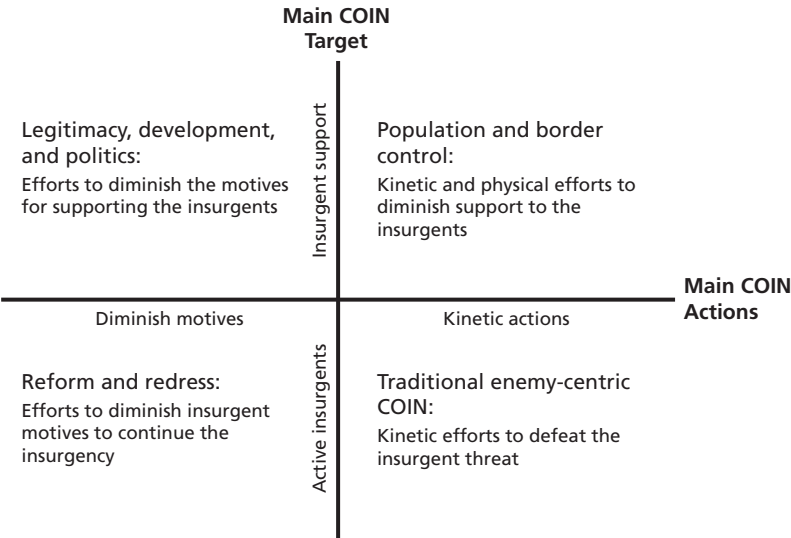 Main COIN
Target
Legitimacy, development,
and politics:
Efforts to diminish the motives
for supporting the insurgents
Insurgent support
Population and border
control:
Kinetic and physical efforts to
diminish support to the
insurgents
Main COIN
Actions
Diminish motives
Kinetic actions
Reform and redress:
Efforts to diminish insurgent
motives to continue the
insurgency
Active insurgents
Traditional enemy-centric
COIN:
Kinetic efforts to defeat the
insurgent threat